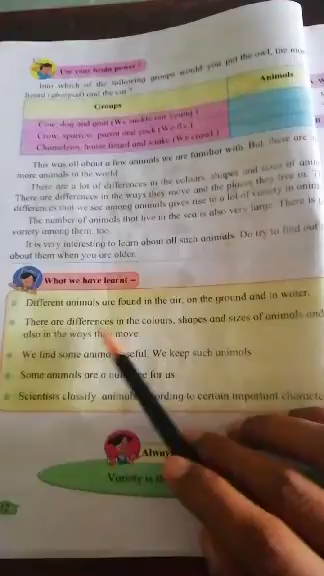 Use your brain power !
Into which of the following groups, would you put the owl, the
lizard (ghorpad) and the cat ?
Groups
Animals
Cow, dog and goat (We suckle our young.)
Crow, sparrow, parrot and cock (We fly.)
Chameleon, house lizard and snake (We crawl.)
This was all about a few animals we are familiar with. But, there are
more animals in the world.
There are a lot of differences in the colours, shapes and sizes of
There are differences in the ways they move and the places they live in.
differences that we see among animals gives rise to a lot of variety in
The number of animals that live in the sea is also very large. There is
variety among them, too.
It is very interesting to learn about all such animals. Do try to find out
about them when you are older.
What we have learnt -
Different animals are found in the air, on the ground and in water.
There are differences in the colours, shapes and sizes of animals and
also in the ways move
We find some useful. We keep such animals
Some animals are a for us
Scientists classify animals according to certain important
Variety is